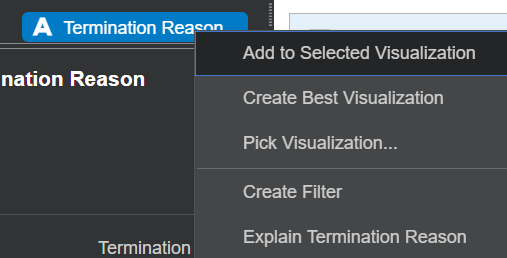 A Termination Reason
Add to Selected Visualization
nation Reason
Create Best Visualization
Pick Visualization...
Create Filter
Explain Termination Reason
Termination